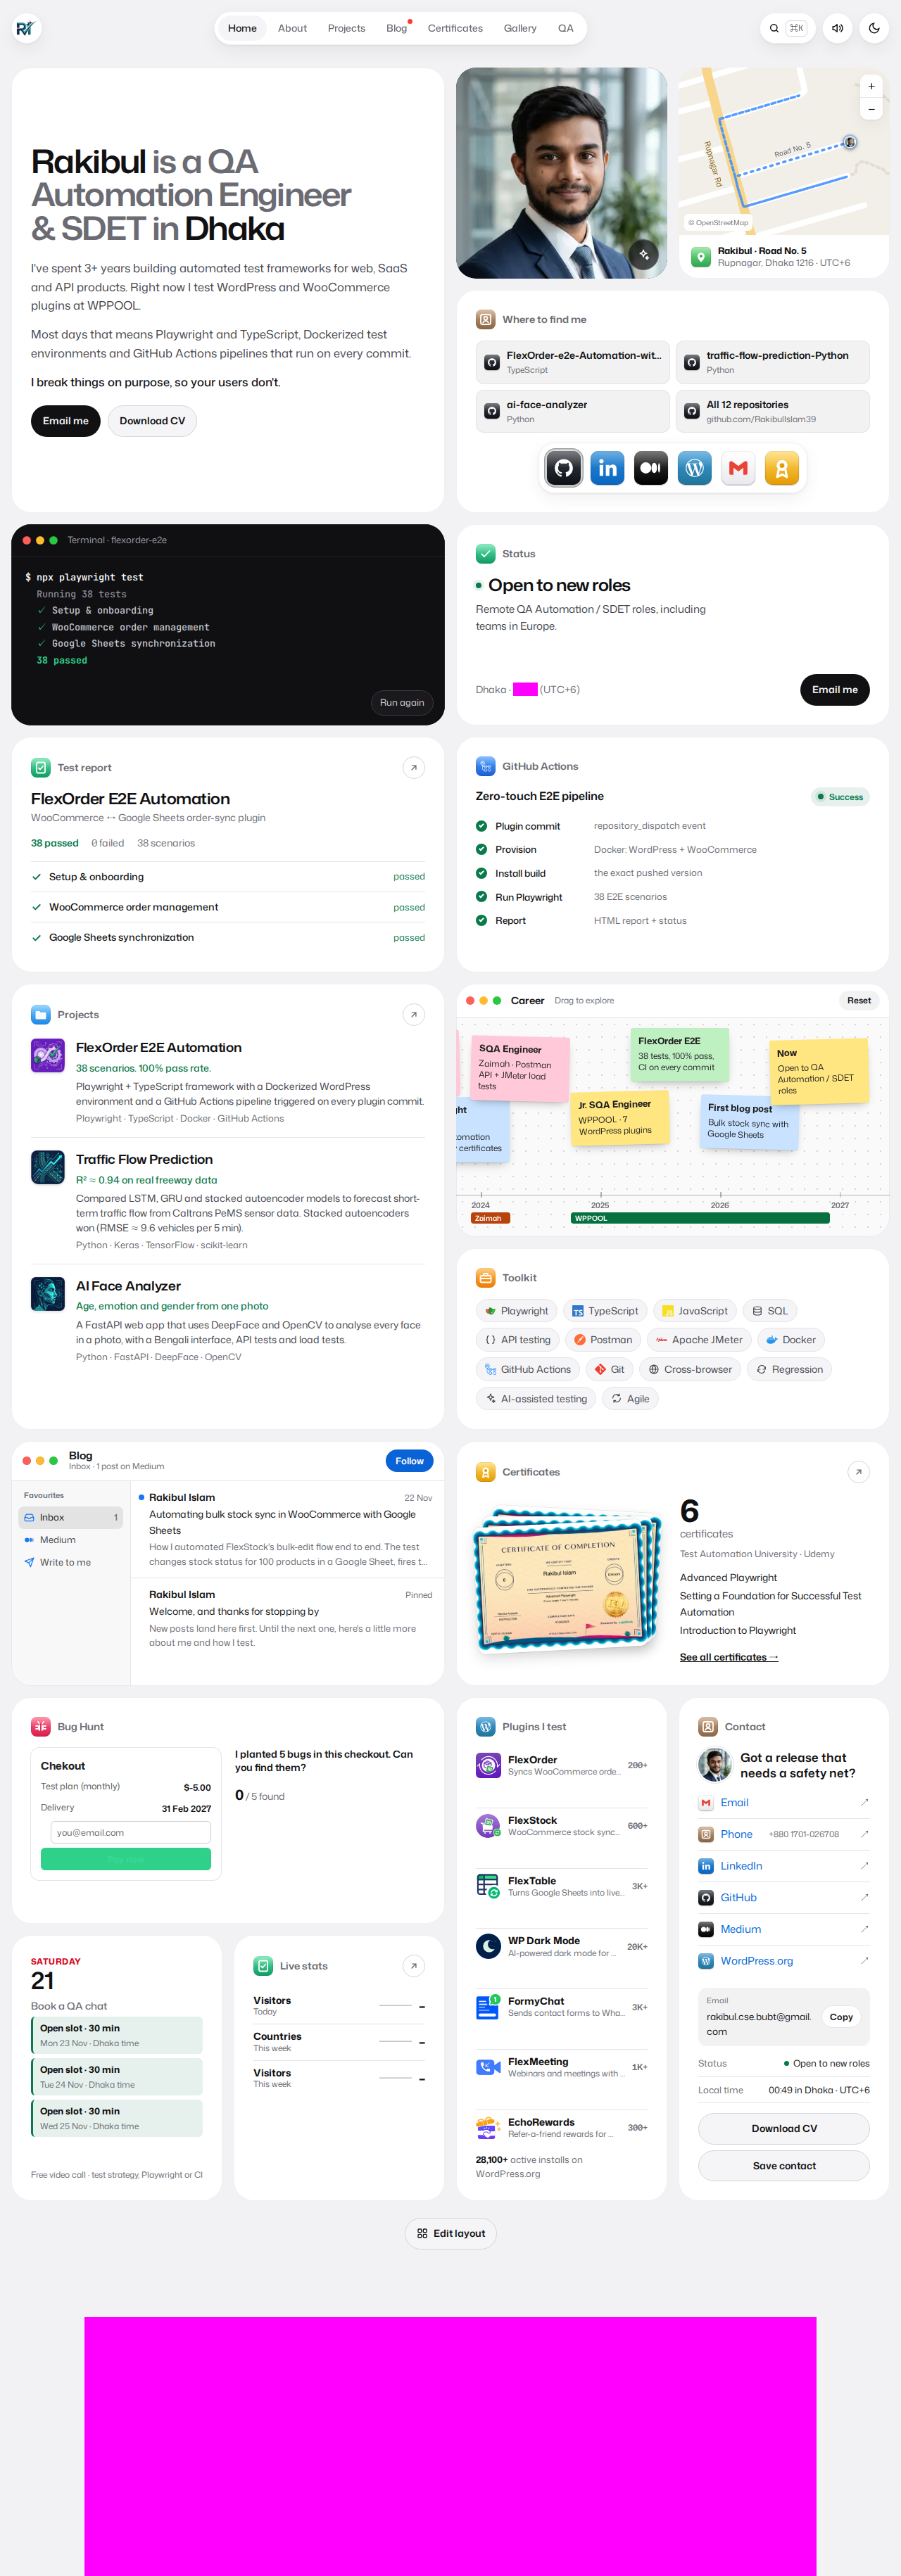 Home
About
Projects
Blog
Certificates
Gallery
QA
⌘K
Rakibul is a QA
Automation Engineer
& SDET in Dhaka
I've spent 3+ years building automated test frameworks for web, SaaS
and API products. Right now I test WordPress and WooCommerce
plugins at WPPOOL.
Most days that means Playwright and TypeScript, Dockerized test
environments and GitHub Actions pipelines that run on every commit.
I break things on purpose, so your users don't.
Email me
Download CV
Rupnagar Rd
Road No. 5
+
−
© OpenStreetMap
Rakibul · Road No. 5
Rupnagar, Dhaka 1216 · UTC+6
Where to find me
FlexOrder-e2e-Automation-wit...
TypeScript
traffic-flow-prediction-Python
Python
ai-face-analyzer
Python
All 12 repositories
github.com/RakibulIslam39
Terminal · flexorder-e2e
$ npx playwright test
Running 38 tests
✓ Setup & onboarding
✓ WooCommerce order management
✓ Google Sheets synchronization
38 passed
Run again
Status
Open to new roles
Remote QA Automation / SDET roles, including
teams in Europe.
Dhaka · (UTC+6)
Email me
Test report
FlexOrder E2E Automation
WooCommerce ↔ Google Sheets order-sync plugin
38 passed 0 failed 38 scenarios
Setup & onboarding passed
WooCommerce order management passed
Google Sheets synchronization passed
GitHub Actions
Zero-touch E2E pipeline
Success
Plugin commit repository_dispatch event
Provision Docker: WordPress + WooCommerce
Install build the exact pushed version
Run Playwright 38 E2E scenarios
Report HTML report + status
Projects
FlexOrder E2E Automation
38 scenarios. 100% pass rate.
Playwright + TypeScript framework with a Dockerized WordPress
environment and a GitHub Actions pipeline triggered on every plugin commit.
Playwright · TypeScript · Docker · GitHub Actions
Traffic Flow Prediction
R² ≈ 0.94 on real freeway data
Compared LSTM, GRU and stacked autoencoder models to forecast short-
term traffic flow from Caltrans PeMS sensor data. Stacked autoencoders
won (RMSE ≈ 9.6 vehicles per 5 min).
Python · Keras · TensorFlow · scikit-learn
AI Face Analyzer
Age, emotion and gender from one photo
A FastAPI web app that uses DeepFace and OpenCV to analyse every face
in a photo, with a Bengali interface, API tests and load tests.
Python · FastAPI · DeepFace · OpenCV
Career
Drag to explore
Reset
SQA Engineer
Zaimah · Postman
API + JMeter load
tests
FlexOrder E2E
38 tests, 100% pass,
CI on every commit
Now
Open to QA
Automation / SDET
roles
ght
tomation
certificates
Jr. SQA Engineer
WPPOOL · 7
WordPress plugins
First blog post
Bulk stock sync with
Google Sheets
2024 2025 2026 2027
Zaimah
WPPOOL
Toolkit
Playwright
TypeScript
JavaScript
SQL
API testing
Postman
Apache JMeter
Docker
GitHub Actions
Git
Cross-browser
Regression
AI-assisted testing
Agile
Blog
Inbox · 1 post on Medium
Follow
Favourites
Inbox 1
Medium
Write to me
Rakibul Islam 22 Nov
Automating bulk stock sync in WooCommerce with Google
Sheets
How I automated FlexStock's bulk-edit flow end to end. The test
changes stock status for 100 products in a Google Sheet, fires t...
Rakibul Islam Pinned
Welcome, and thanks for stopping by
New posts land here first. Until the next one, here's a little more
about me and how I test.
Certificates
CERTIFICATE OF COMPLETION
Rakibul Islam
6
certificates
Test Automation University · Udemy
Advanced Playwright
Setting a Foundation for Successful Test
Automation
Introduction to Playwright
See all certificates →
Bug Hunt
Chekout
Test plan (monthly) $-5.00
Delivery 31 Feb 2027
you@email.com
Pay now
I planted 5 bugs in this checkout. Can
you find them?
0 / 5 found
SATURDAY
21
Book a QA chat
Open slot · 30 min
Mon 23 Nov · Dhaka time
Open slot · 30 min
Tue 24 Nov · Dhaka time
Open slot · 30 min
Wed 25 Nov · Dhaka time
Free video call · test strategy, Playwright or CI
Live stats
Visitors
Today
–
Countries
This week
–
Visitors
This week
–
Plugins I test
FlexOrder
Syncs WooCommerce orde... 200+
FlexStock
WooCommerce stock sync... 600+
FlexTable
Turns Google Sheets into live... 3K+
WP Dark Mode
AI-powered dark mode for ... 20K+
FormyChat
Sends contact forms to Wha... 3K+
FlexMeeting
Webinars and meetings with ... 1K+
EchoRewards
Refer-a-friend rewards for ... 300+
28,100+ active installs on
WordPress.org
Contact
Got a release that
needs a safety net?
Email
Phone +880 1701-026708
LinkedIn
GitHub
Medium
WordPress.org
Email
rakibul.cse.bubt@gmail.
com
Copy
Status Open to new roles
Local time 00:49 in Dhaka · UTC+6
Download CV
Save contact
Edit layout